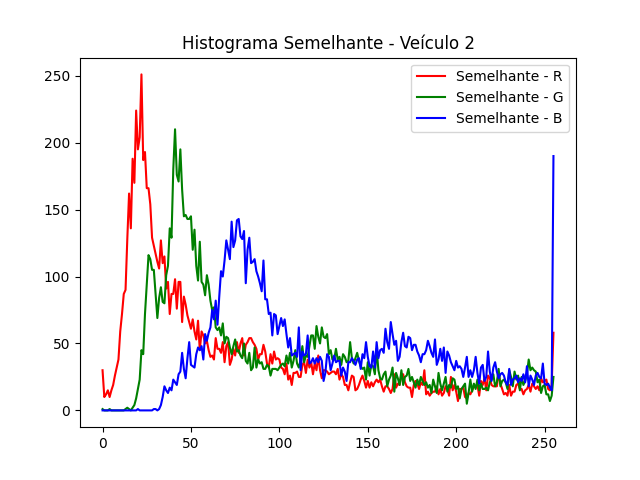 Histograma Semelhante - Veículo 2
Semelhante - R
Semelhante - G
Semelhante - B
250
200
150
100
50
0
0 50 100 150 200 250